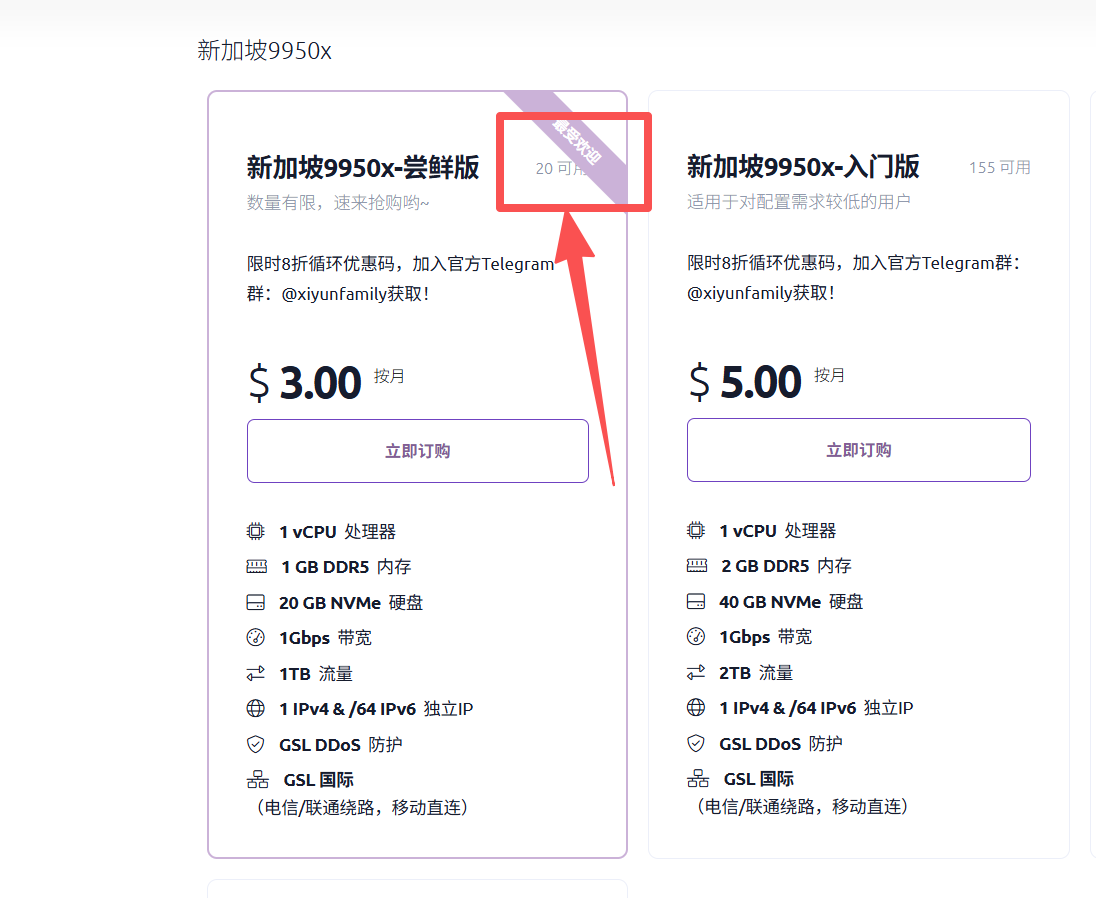 新加坡9950x
最受欢迎
新加坡9950x-尝鲜版
20 可用
数量有限，速来抢购哟~
限时8折循环优惠码，加入官方Telegram
群：@xiyunfamily获取！
$ 3.00 按月
立即订购
1 vCPU 处理器
1 GB DDR5 内存
20 GB NVMe 硬盘
1Gbps 带宽
1TB 流量
1 IPv4 & /64 IPv6 独立IP
GSL DDoS 防护
GSL 国际
（电信/联通绕路，移动直连）
新加坡9950x-入门版
155 可用
适用于对配置需求较低的用户
限时8折循环优惠码，加入官方Telegram群：
@xiyunfamily获取！
$ 5.00 按月
立即订购
1 vCPU 处理器
2 GB DDR5 内存
40 GB NVMe 硬盘
1Gbps 带宽
2TB 流量
1 IPv4 & /64 IPv6 独立IP
GSL DDoS 防护
GSL 国际
（电信/联通绕路，移动直连）